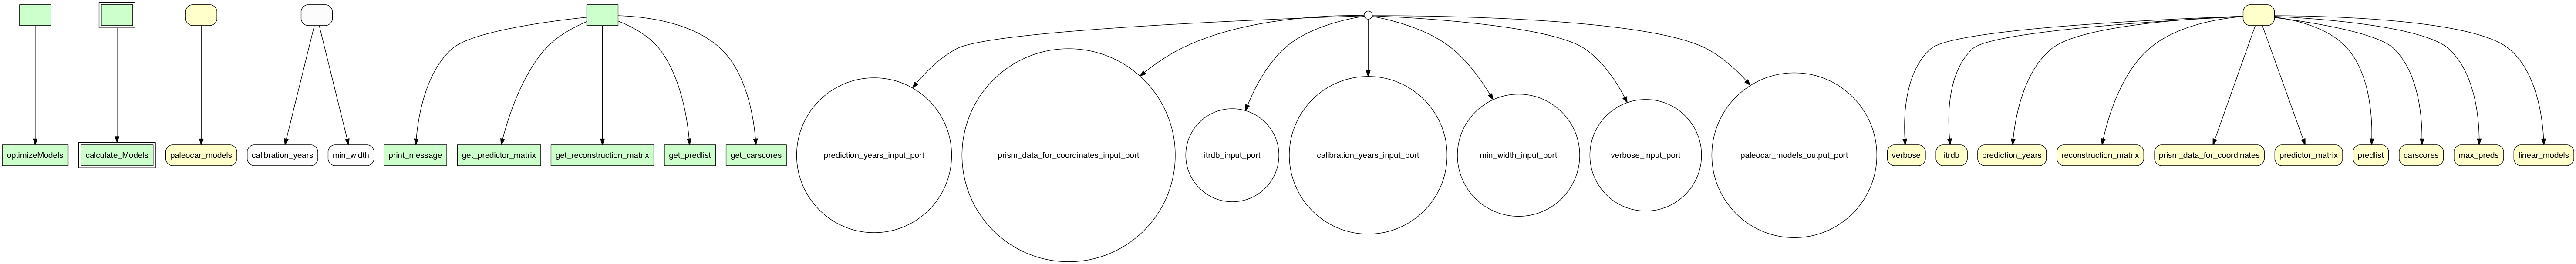 optimizeModels
calculate_Models
paleocar_models
calibration_years
min_width
print_message
get_predictor_matrix
get_reconstruction_matrix
get_predlist
get_carscores
prediction_years_input_port
prism_data_for_coordinates_input_port
itrdb_input_port
calibration_years_input_port
min_width_input_port
verbose_input_port
paleocar_models_output_port
verbose
itrdb
prediction_years
reconstruction_matrix
prism_data_for_coordinates
predictor_matrix
predlist
carscores
max_preds
linear_models